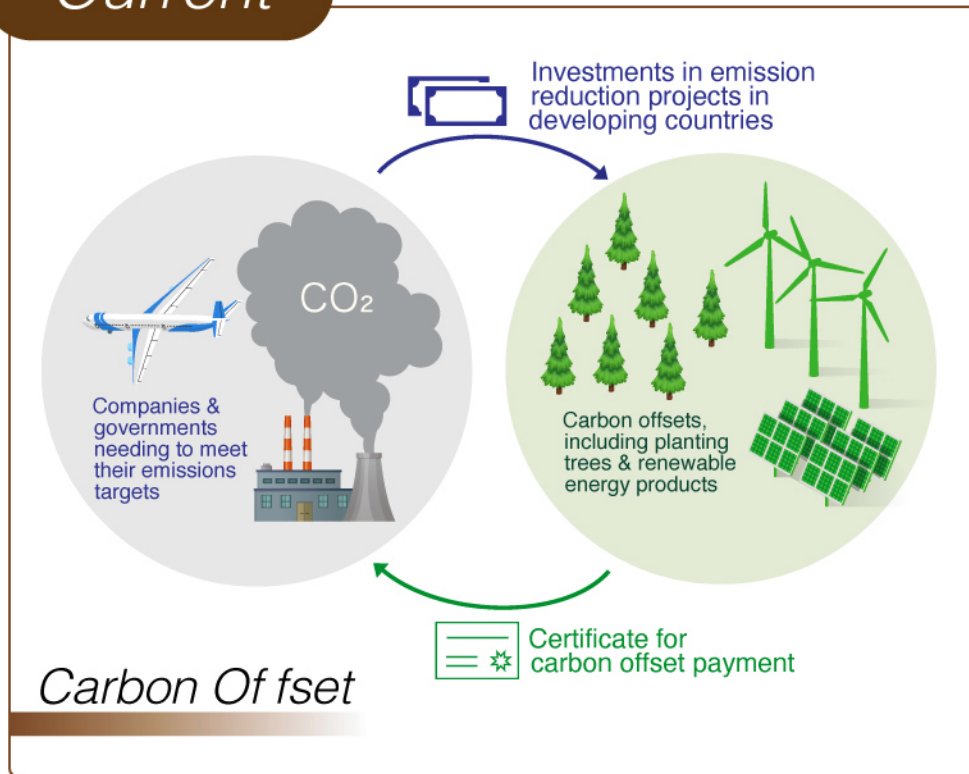 Current
Investments in emission
reduction projects in
developing countries
CO₂
Companies &
governments
needing to meet
their emissions
targets
Carbon offsets,
including planting
trees & renewable
energy products
Certificate for
carbon offset payment
Carbon Of fset